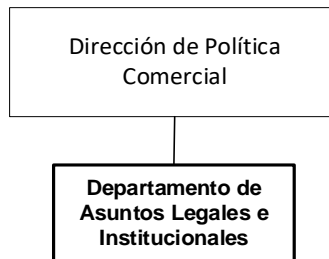 Dirección de Política
Comercial
Departamento de
Asuntos Legales e
Institucionales